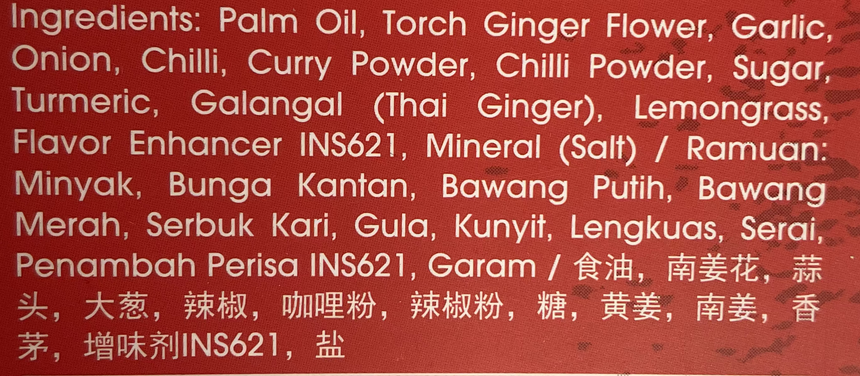 Ingredients: Palm Oil, Torch Ginger Flower, Garlic,
Onion, Chilli, Curry Powder, Chilli Powder, Sugar,
Turmeric, Galangal (Thai Ginger), Lemongrass,
Flavor Enhancer INS621, Mineral (Salt) / Ramuan:
Minyak, Bunga Kantan, Bawang Putih, Bawang
Merah, Serbuk Kari, Gula, Kunyit, Lengkuas, Serai,
Penambah Perisa INS621, Garam / 食油，南姜花，蒜
头，大葱，辣椒，咖哩粉，辣椒粉，糖，黄姜，南姜，香
茅，增味剂INS621，盐